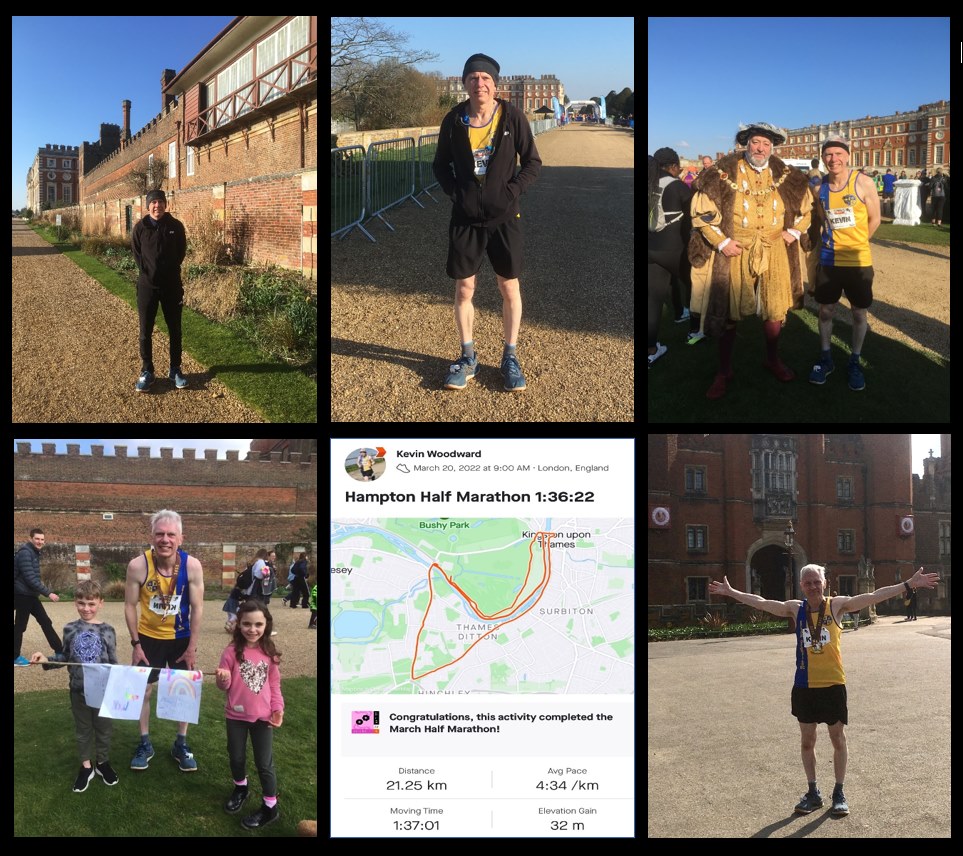 KEVIN
KEVIN
Kevin Woodward
March 20, 2022 at 9:00 AM · London, England
Hampton Half Marathon 1:36:22
Bushy Park
Kingston upon
Thames
esey
SURBITON
THAMES
DITTON
HINCHLEY
Congratulations, this activity completed the
March Half Marathon!
Distance
Avg Pace
21.25 km
4:34 /km
Moving Time
Elevation Gain
1:37:01
32 m